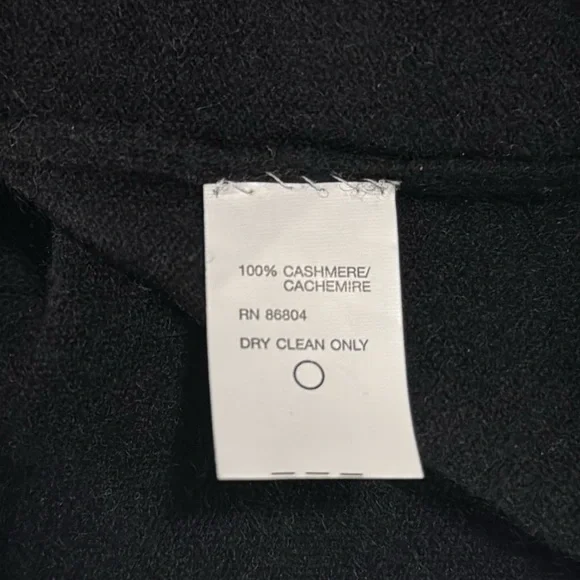 100% CASHMERE/
CACHEMIRE
RN 86804
DRY CLEAN ONLY